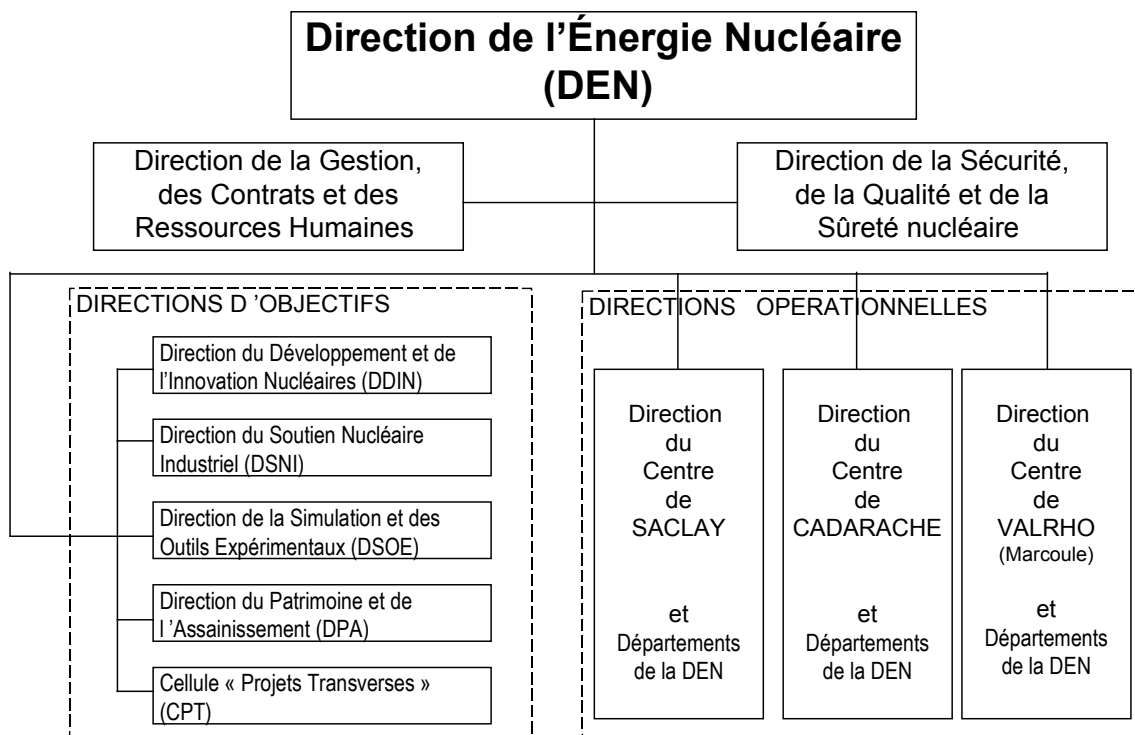 Direction de l'Énergie Nucléaire
(DEN)
Direction de la Gestion,
des Contrats et des
Ressources Humaines
Direction de la Sécurité,
de la Qualité et de la
Sûreté nucléaire
DIRECTIONS D 'OBJECTIFS
Direction du Développement et de
l'Innovation Nucléaires (DDIN)
Direction du Soutien Nucléaire
Industriel (DSNI)
Direction de la Simulation et des
Outils Expérimentaux (DSOE)
Direction du Patrimoine et de
l 'Assainissement (DPA)
Cellule « Projets Transverses »
(CPT)
DIRECTIONS OPERATIONNELLES
Direction
du
Centre
de
SACLAY
et
Départements
de la DEN
Direction
du
Centre
de
CADARACHE
et
Départements
de la DEN
Direction
du
Centre
de
VALRHO
(Marcoule)
et
Départements
de la DEN